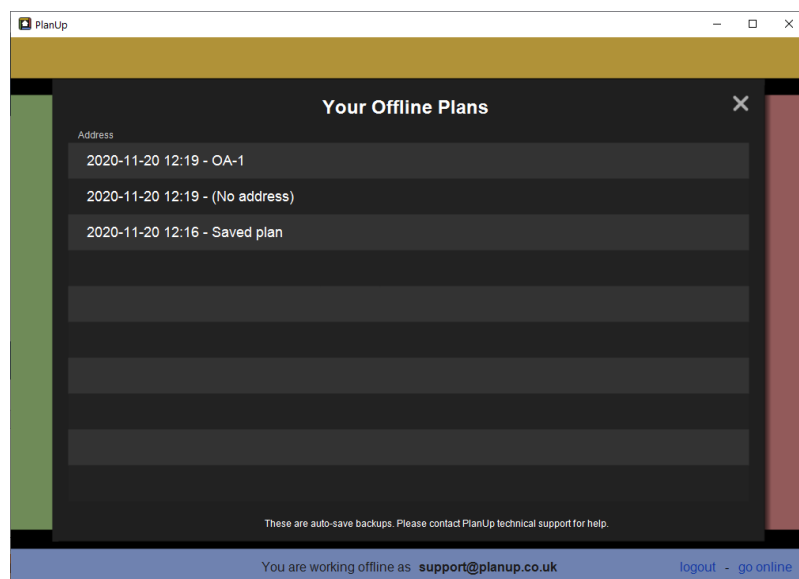 PlanUp
Your Offline Plans
Address
2020-11-20 12:19 - OA-1
2020-11-20 12:19 - (No address)
2020-11-20 12:16 - Saved plan
These are auto-save backups. Please contact PlanUp technical support for help.
You are working offline as support@planup.co.uk logout - go online